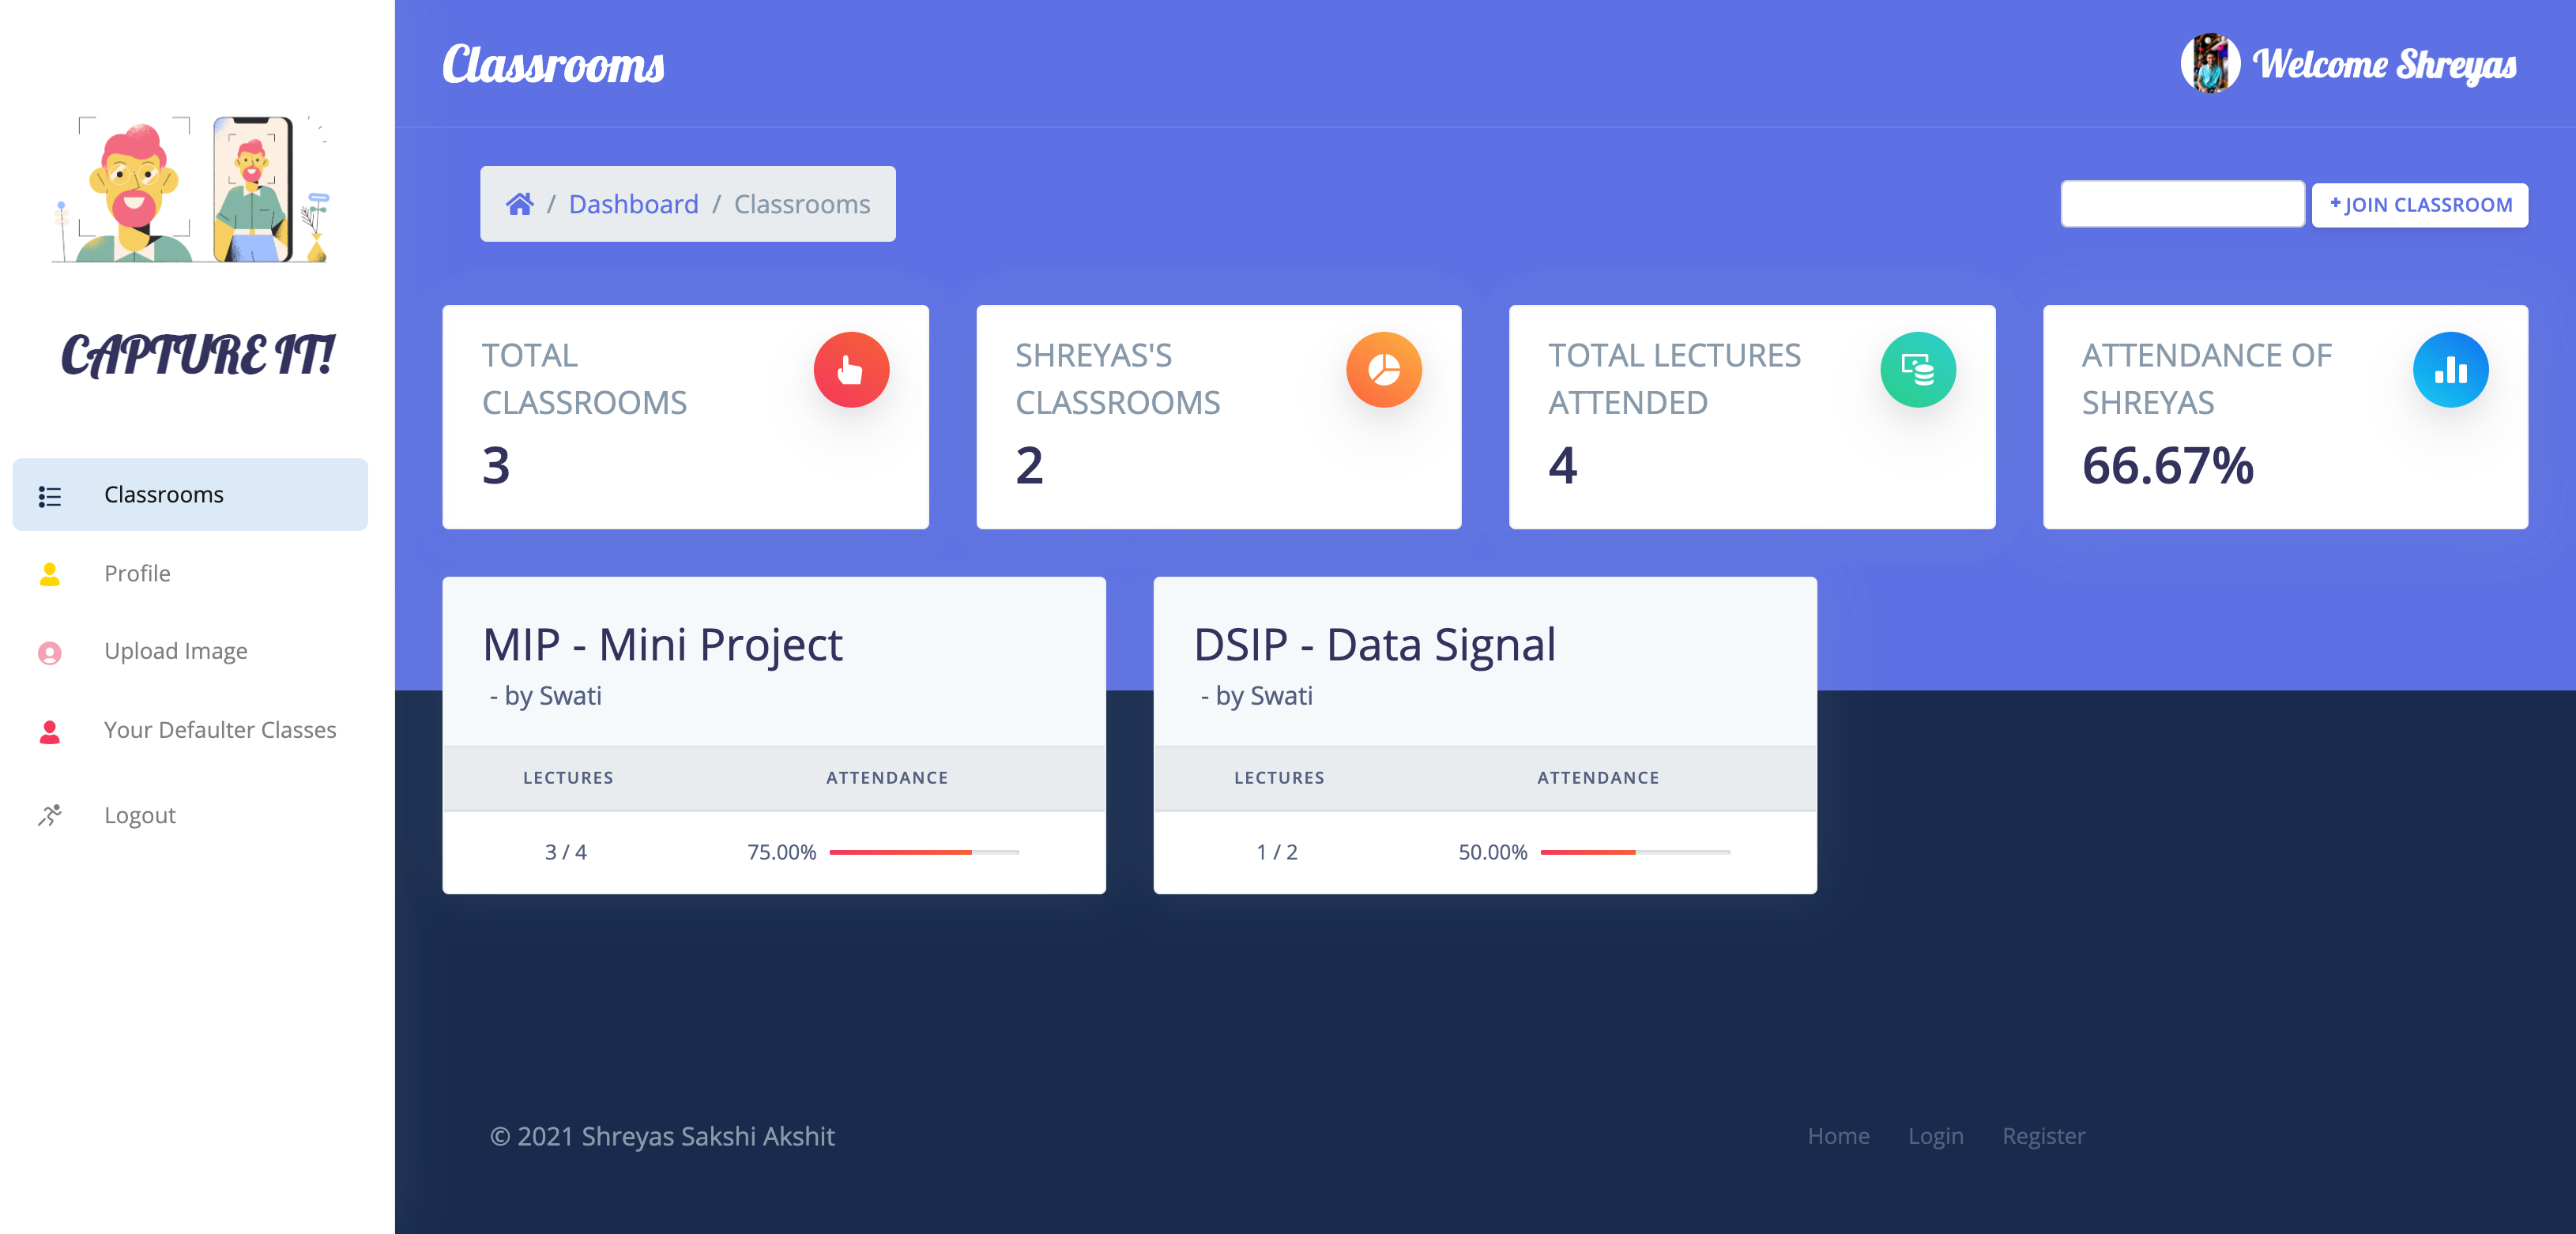 Classrooms
Welcome Shreyas
CAPTURE IT!
Classrooms
Profile
Upload Image
Your Defaulter Classes
Logout
/ Dashboard / Classrooms
+ JOIN CLASSROOM
TOTAL
CLASSROOMS
3
SHREYAS'S
CLASSROOMS
2
TOTAL LECTURES
ATTENDED
4
ATTENDANCE OF
SHREYAS
66.67%
MIP - Mini Project
- by Swati
LECTURES ATTENDANCE
3 / 4 75.00%
DSIP - Data Signal
- by Swati
LECTURES ATTENDANCE
1 / 2 50.00%
© 2021 Shreyas Sakshi Akshit
Home Login Register